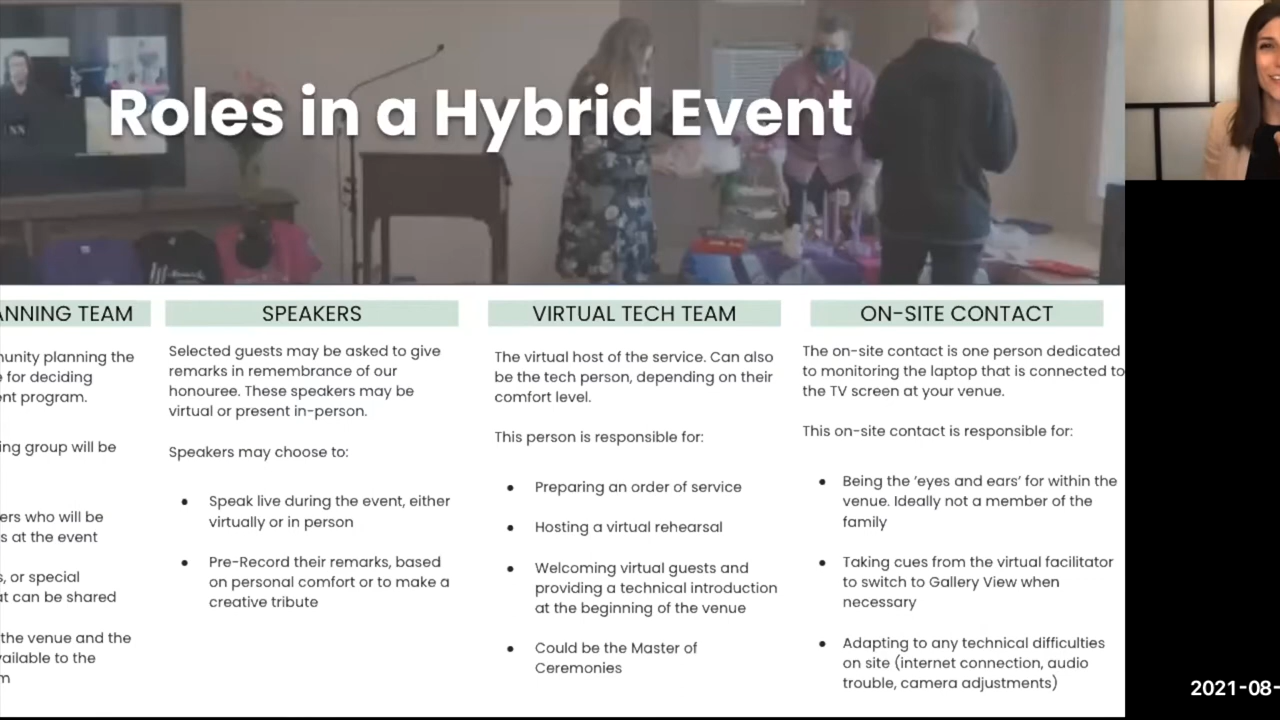 Roles in a Hybrid Event
ANNING TEAM
unity planning the
for deciding
nt program.
ing group will be
ers who will be
s at the event
s, or special
at can be shared
the venue and the
vailable to the
m
SPEAKERS
Selected guests may be asked to give
remarks in remembrance of our
honouree. These speakers may be
virtual or present in-person.
Speakers may choose to:
• Speak live during the event, either
virtually or in person
• Pre-Record their remarks, based
on personal comfort or to make a
creative tribute
VIRTUAL TECH TEAM
The virtual host of the service. Can also
be the tech person, depending on their
comfort level.
This person is responsible for:
• Preparing an order of service
• Hosting a virtual rehearsal
• Welcoming virtual guests and
providing a technical introduction
at the beginning of the venue
• Could be the Master of
Ceremonies
ON-SITE CONTACT
The on-site contact is one person dedicated
to monitoring the laptop that is connected to
the TV screen at your venue.
This on-site contact is responsible for:
• Being the 'eyes and ears' for within the
venue. Ideally not a member of the
family
• Taking cues from the virtual facilitator
to switch to Gallery View when
necessary
• Adapting to any technical difficulties
on site (internet connection, audio
trouble, camera adjustments)
2021-08-